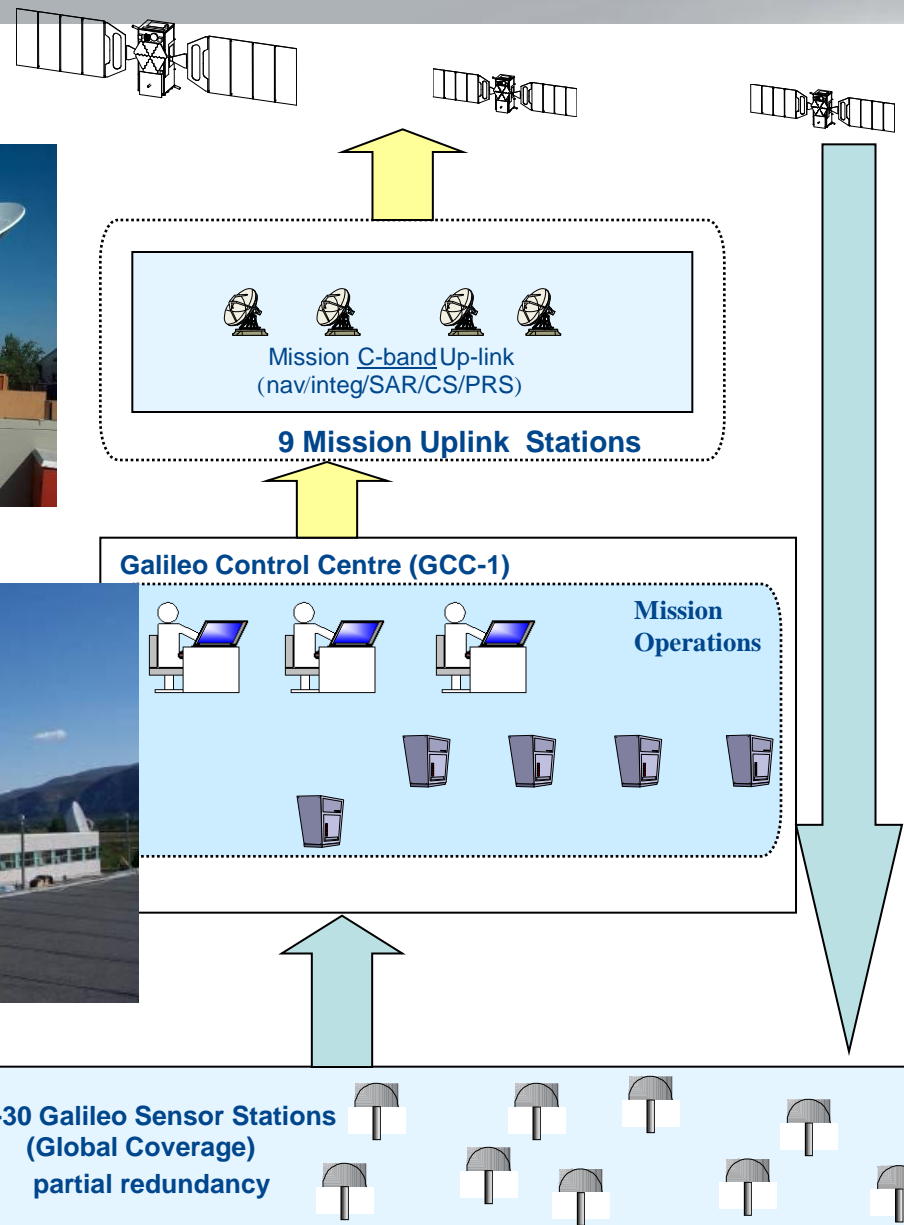 Mission C-band Up-link
(nav/integ/SAR/CS/PRS)
9 Mission Uplink Stations
Galileo Control Centre (GCC-1)
Mission
Operations
-30 Galileo Sensor Stations
(Global Coverage)
partial redundancy